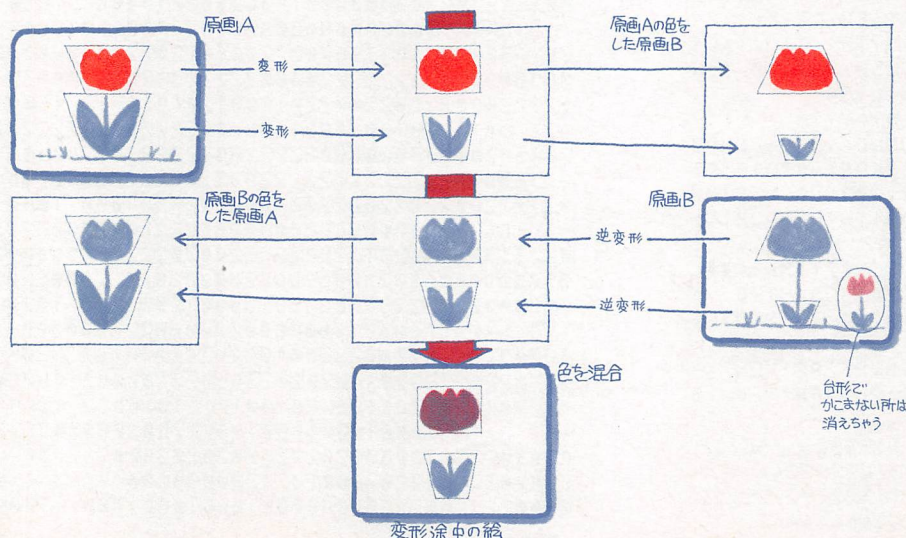 原画A
原画Aの色を
した原画B
変形
変形
原画Bの色を
した原画A
原画B
逆変形
逆変形
色を混合
台形で
かこまない所は
消えちゃう
変形途中の絵